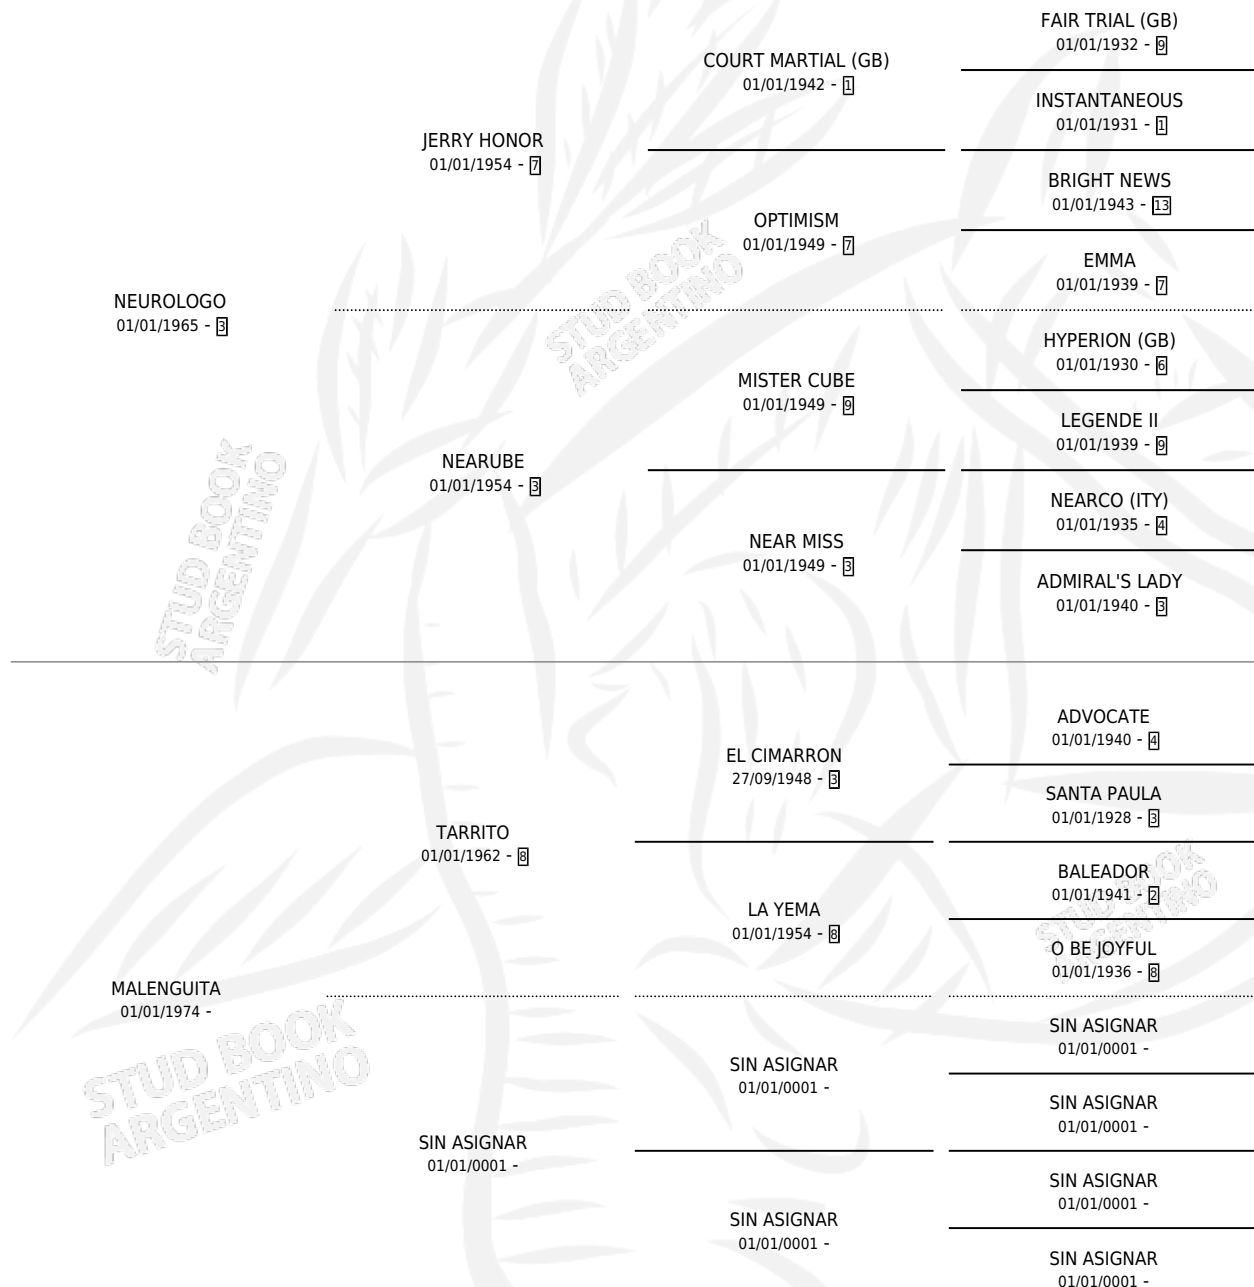 FAIR TRIAL (GB)
01/01/1932 - 9
COURT MARTIAL (GB)
01/01/1942 - 1
INSTANTANEOUS
01/01/1931 - 1
JERRY HONOR
01/01/1954 - 7
BRIGHT NEWS
01/01/1943 - 13
OPTIMISM
01/01/1949 - 7
EMMA
01/01/1939 - 7
NEUROLOGO
01/01/1965 - 3
HYPERION (GB)
01/01/1930 - 6
MISTER CUBE
01/01/1949 - 9
LEGENDE II
01/01/1939 - 9
NEARUBE
01/01/1954 - 3
NEARCO (ITY)
01/01/1935 - 4
NEAR MISS
01/01/1949 - 3
ADMIRAL'S LADY
01/01/1940 - 3
ADVOCATE
01/01/1940 - 4
EL CIMARRON
27/09/1948 - 3
SANTA PAULA
01/01/1928 - 3
TARRITO
01/01/1962 - 8
BALEADOR
01/01/1941 - 2
LA YEMA
01/01/1954 - 8
O BE JOYFUL
01/01/1936 - 8
MALENGUITA
01/01/1974 -
SIN ASIGNAR
01/01/0001 -
SIN ASIGNAR
01/01/0001 -
SIN ASIGNAR
01/01/0001 -
SIN ASIGNAR
01/01/0001 -
SIN ASIGNAR
01/01/0001 -
SIN ASIGNAR
01/01/0001 -
SIN ASIGNAR
01/01/0001 -
STUD BOOK
ARGENTINO
STUD BOOK
ARGENTINO
STUD BOOK
ARGENTINO
STUD BOOK
ARGENTINO